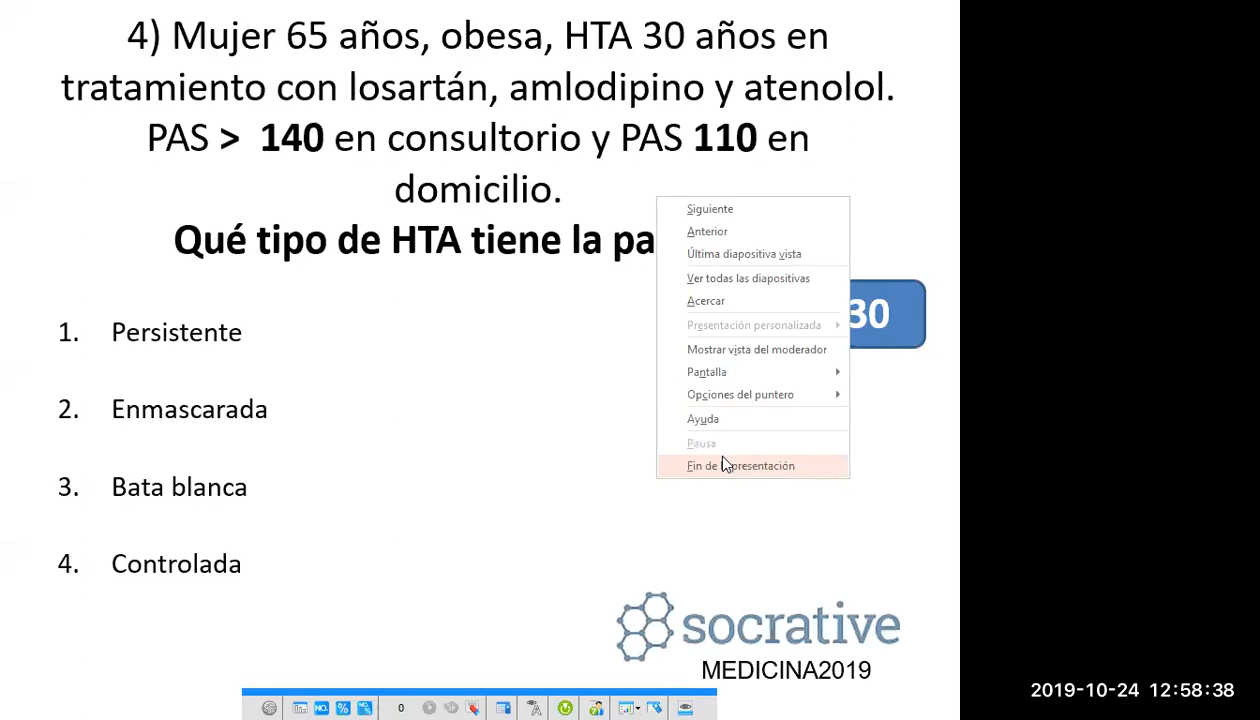 4) Mujer 65 años, obesa, HTA 30 años en
tratamiento con losartán, amlodipino y atenolol.
PAS > 140 en consultorio y PAS 110 en
domicilio.
Qué tipo de HTA tiene la pa
Siguiente
Anterior
Última diapositiva vista
Ver todas las diapositivas
Acercar
Presentación personalizada
Mostrar vista del moderador
Pantalla
Opciones del puntero
Ayuda
Pausa
Fin de presentación
30
1. Persistente
2. Enmascarada
3. Bata blanca
4. Controlada
socrative
MEDICINA2019
NO. % 0
2019-10-24 12:58:38